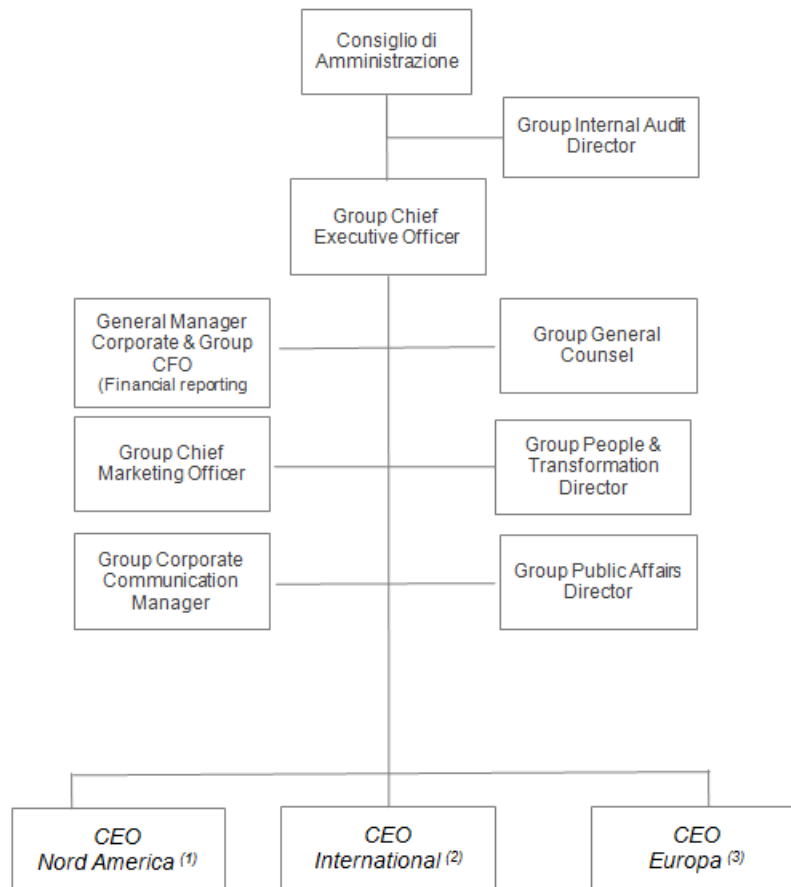 Consiglio di
Amministrazione
Group Internal Audit
Director
Group Chief
Executive Officer
General Manager
Corporate & Group
CFO
(Financial reporting
Group General
Counsel
Group Chief
Marketing Officer
Group People &
Transformation
Director
Group Corporate
Communication
Manager
Group Public Affairs
Director
CEO
Nord America (1)
CEO
International (2)
CEO
Europa (3)